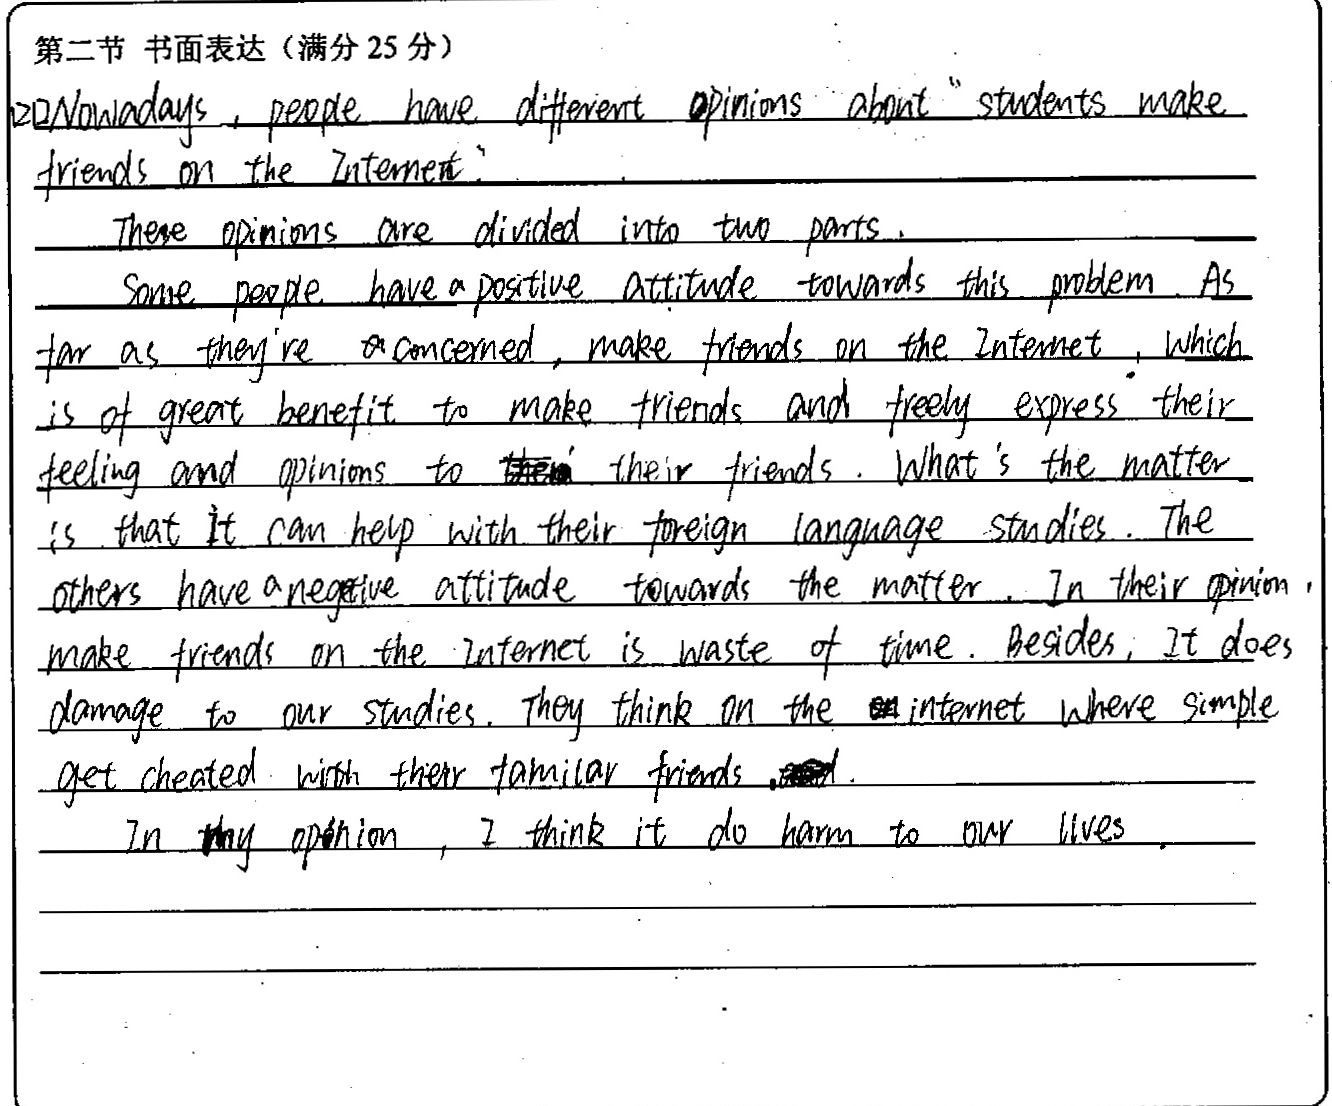 第二节 书面表达（满分 25 分）
Nowadays, people have different opinions about "students make
friends on the Internet."
These opinions are divided into two parts.
Some people have a positive attitude towards this problem. As
far as they're concerned, make friends on the Internet, which
is of great benefit to make friends and freely express their
feeling and opinions to their friends. What's the matter
is that it can help with their foreign language studies. The
others have a negative attitude towards the matter. In their opinion,
make friends on the Internet is waste of time. Besides, It does
damage to our studies. They think on the internet where simple
get cheated with their familar friends.
In my opinion, I think it do harm to our lives.